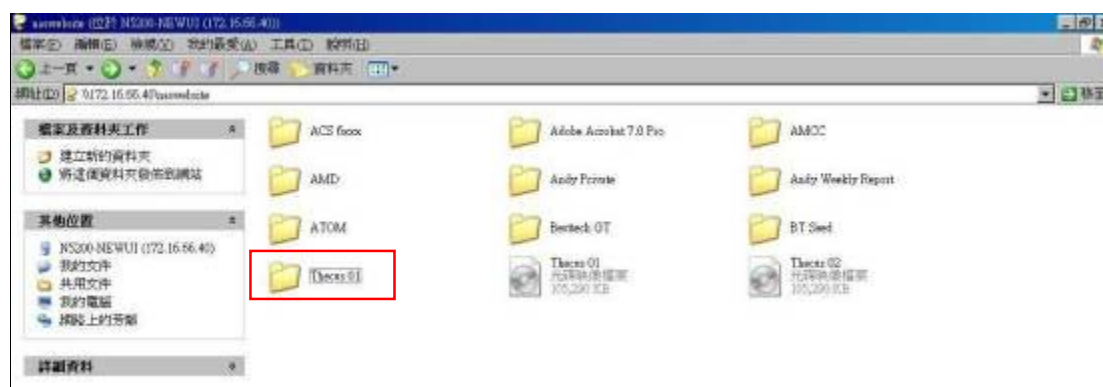 (位於 N5200-NEWUI (172.16.66.40))
檔案(F) 編輯(E) 檢視(V) 我的最愛(A) 工具(T) 說明(H)
上一頁 搜尋 資料夾
網址(D) \\172.16.66.40\naswebsite 移至
檔案及資料夾工作
建立新的資料夾
將這個資料夾發佈到網站
其他位置
N5200-NEWUI (172.16.66.40)
我的文件
共用文件
我的電腦
網路上的芳鄰
詳細資料
ACS
Adobe Acrobat 7.0 Pro
AMCC
AMD
Andy Private
Andy Weekly Report
ATOM
OT
BT Seed
Thecus 01
Thecus 01
光碟映像檔案
105,290 KB
Thecus 02
光碟映像檔案
105,290 KB